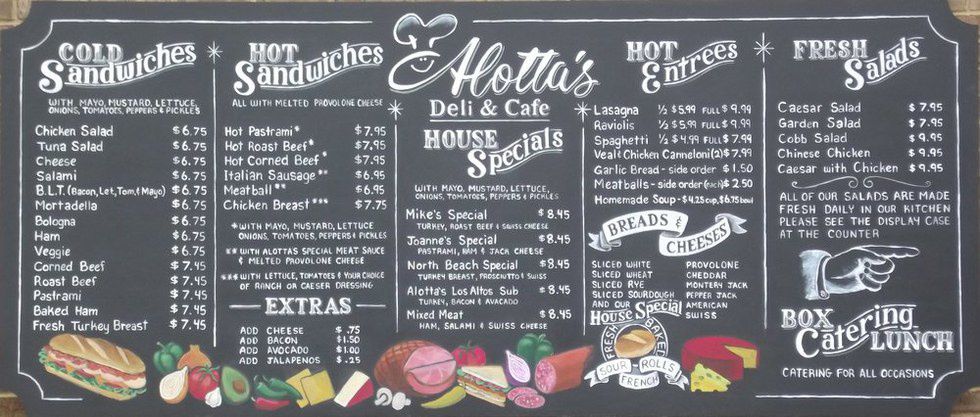 COLD
Sandwiches
WITH MAYO, MUSTARD, LETTUCE,
ONIONS, TOMATOES, PEPPERS & PICKLES
Chicken Salad $6.75
Tuna Salad $6.75
Cheese $6.75
Salami $6.75
B.L.T. (Bacon, Let, Tom, & Mayo) $6.75
Mortadella $6.75
Bologna $6.75
Ham $6.75
Veggie $6.75
Corned Beef $7.45
Roast Beef $7.45
Pastrami $7.45
Baked Ham $7.45
Fresh Turkey Breast $7.45
HOT
Sandwiches
ALL WITH MELTED PROVOLONE CHEESE
Hot Pastrami* $7.95
Hot Roast Beef* $7.95
Hot Corned Beef* $7.95
Italian Sausage** $6.95
Meatball** $6.95
Chicken Breast*** $7.75
*WITH MAYO, MUSTARD, LETTUCE
ONIONS, TOMATOES, PEPPERS & PICKLES
**WITH ALOTTAS SPECIAL MEAT SAUCE
& MELTED PROVOLONE CHEESE
***WITH LETTUCE, TOMATOES & YOUR CHOICE
OF RANCH OR CAESER DRESSING
EXTRAS
ADD CHEESE $.75
ADD BACON $1.50
ADD AVOCADO $1.00
ADD JALAPENOS $.25
Alotta's
Deli & Cafe
HOUSE
Specials
WITH MAYO, MUSTARD, LETTUCE,
ONIONS, TOMATOES, PEPPERS & PICKLES
Mike's Special $8.45
TURKEY, ROAST BEEF & SWISS CHEESE
Joanne's Special $8.45
PASTRAMI, HAM & JACK CHEESE
North Beach Special $8.45
TURKEY BREAST, PROSCIUTTO & SWISS
Alotta's Los Altos Sub $8.45
TURKEY, BACON & AVOCADO
Mixed Meat $8.45
HAM, SALAMI & SWISS CHEESE
HOT
Entrees
Lasagna ½ $5.99 FULL $9.99
Raviolis ½ $5.99 FULL $9.99
Spaghetti ½ $4.99 FULL $7.99
Veal & Chicken Canneloni (2) $7.99
Garlic Bread - side order $1.50
Meatballs - side order (each) $2.50
Homemade Soup - $4.25 cup, $6.75 bowl
BREADS &
CHEESES
SLICED WHITE
SLICED WHEAT
SLICED RYE
SLICED SOURDOUGH
AND OUR
House Special
FRESH BAKED
SOUR ROLLS
FRENCH
PROVOLONE
CHEDDAR
MONTERY JACK
PEPPER JACK
AMERICAN
SWISS
FRESH
Salads
Caesar Salad $7.95
Garden Salad $7.95
Cobb Salad $9.95
Chinese Chicken $9.95
Caesar with Chicken $9.95
ALL OF OUR SALADS ARE MADE
FRESH DAILY IN OUR KITCHEN
PLEASE SEE THE DISPLAY CASE
AT THE COUNTER
BOX
Catering
LUNCH
CATERING FOR ALL OCCASIONS